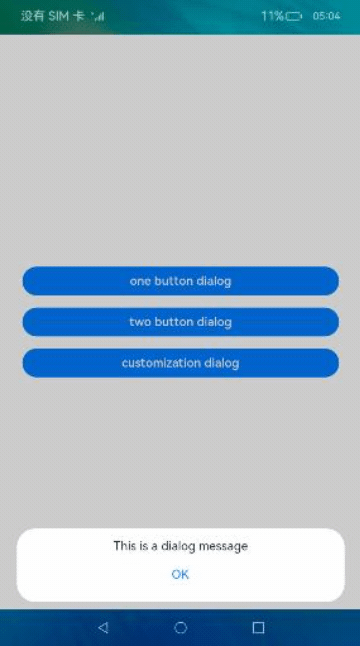 没有 SIM 卡 11% 05:04
one button dialog
two button dialog
customization dialog
This is a dialog message
OK